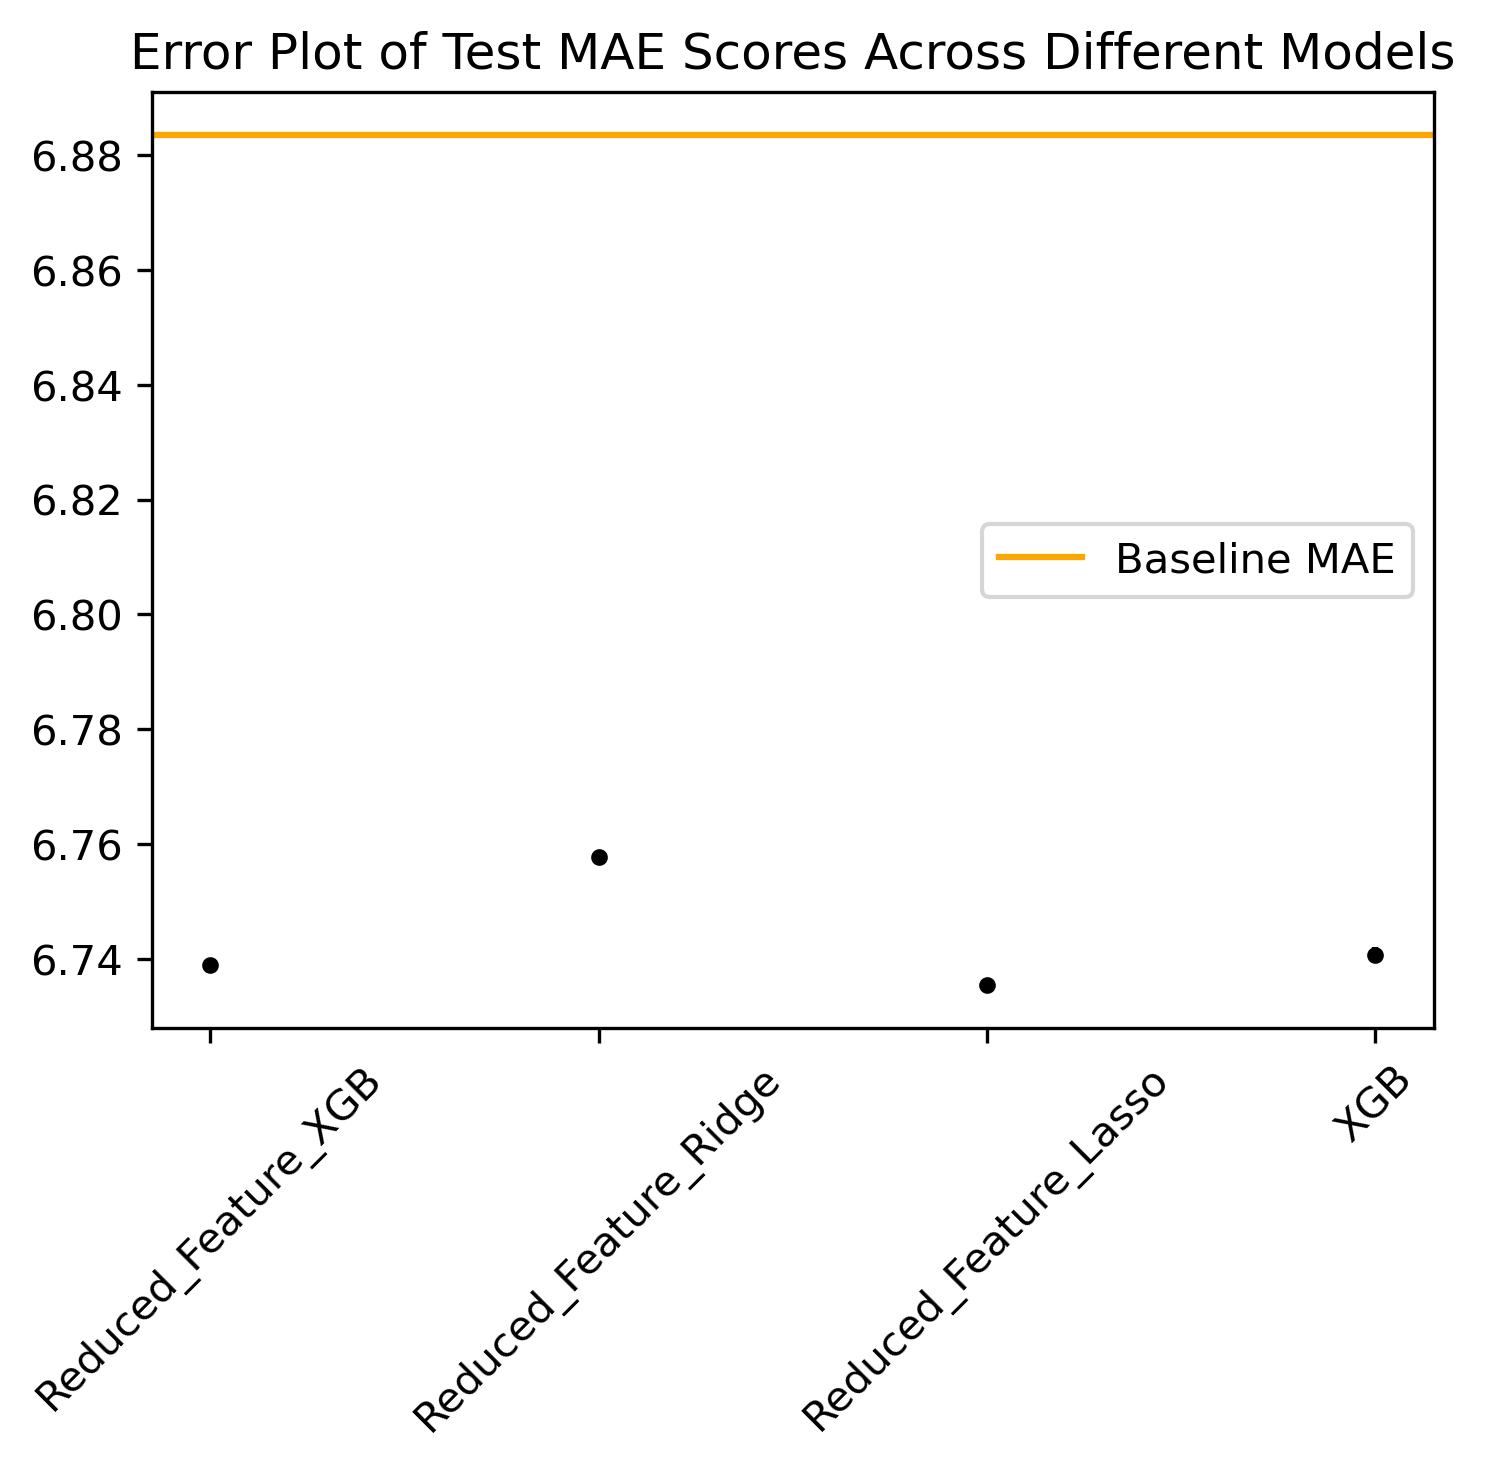 Error Plot of Test MAE Scores Across Different Models
6.88
6.86
6.84
6.82
6.80
6.78
6.76
6.74
Baseline MAE
Reduced_Feature_XGB
Reduced_Feature_Ridge
Reduced_Feature_Lasso
XGB